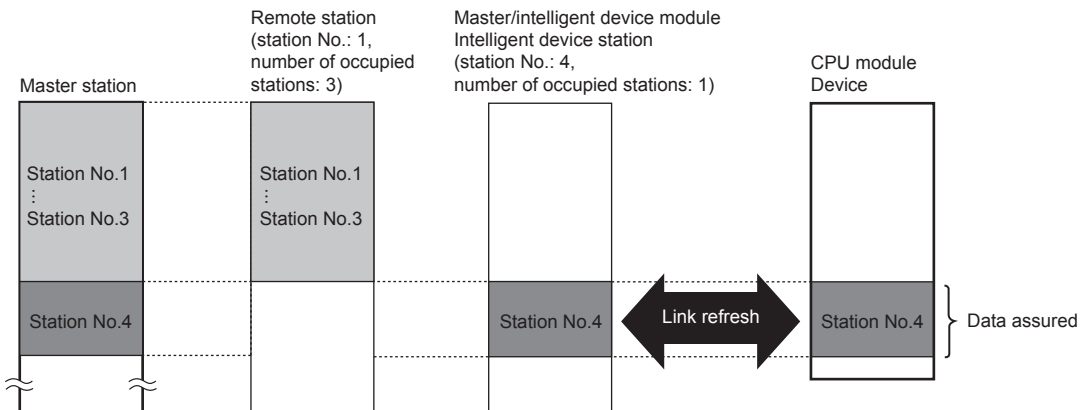 Master station
Remote station
(station No.: 1,
number of occupied
stations: 3)
Master/intelligent device module
Intelligent device station
(station No.: 4,
number of occupied stations: 1)
CPU module
Device
Station No.1
⋮
Station No.3
Station No.1
⋮
Station No.3
Station No.4
Station No.4
Link refresh
Station No.4
Data assured